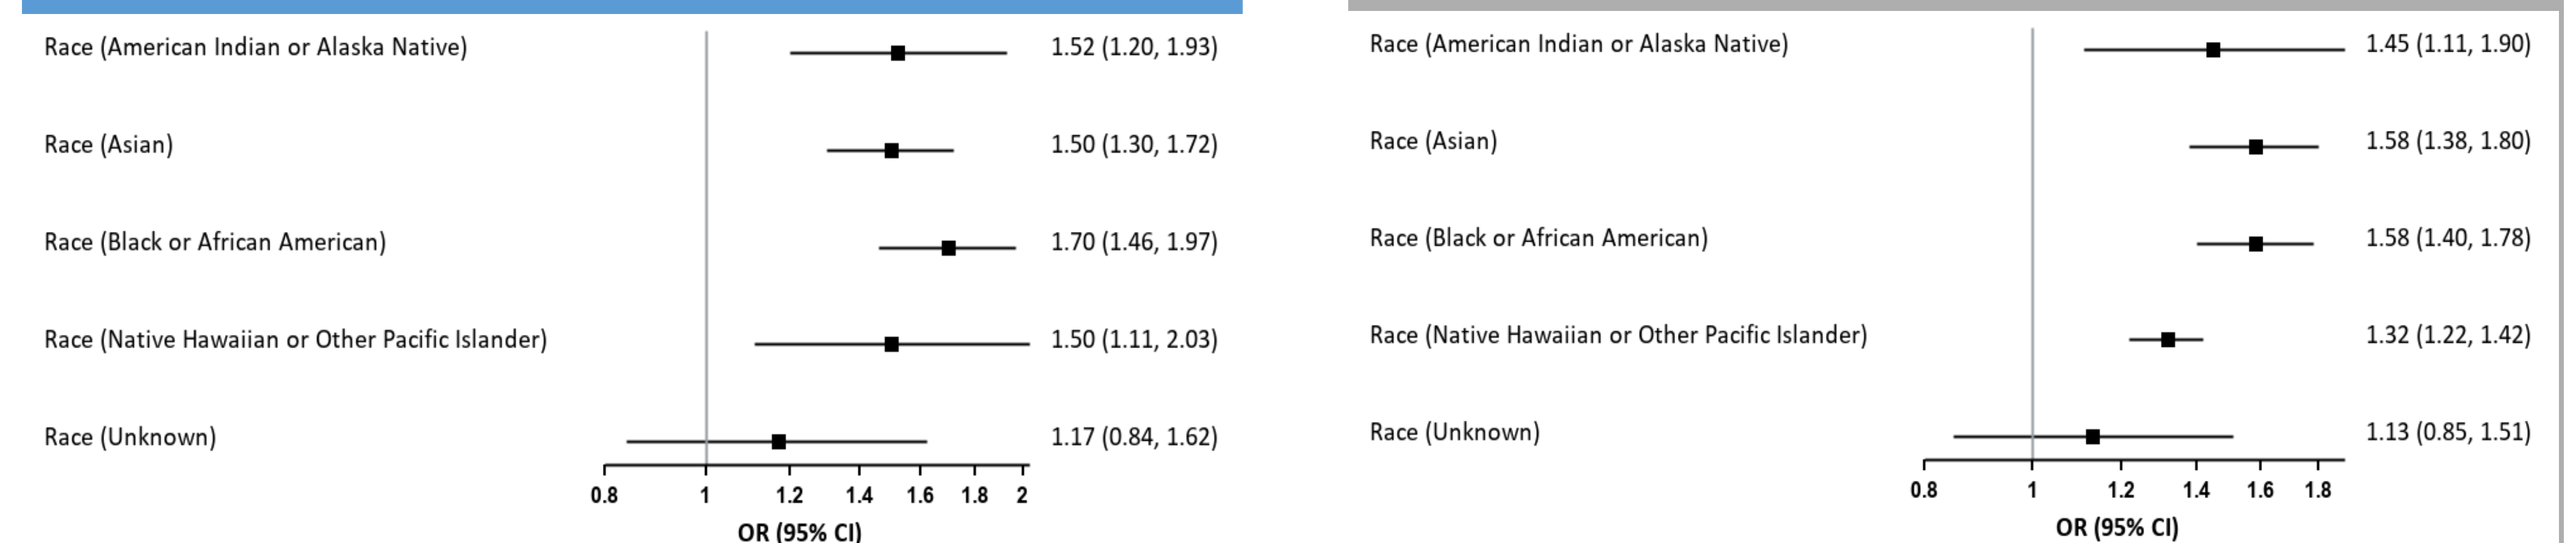 Race (American Indian or Alaska Native) 1.52 (1.20, 1.93)
Race (Asian) 1.50 (1.30, 1.72)
Race (Black or African American) 1.70 (1.46, 1.97)
Race (Native Hawaiian or Other Pacific Islander) 1.50 (1.11, 2.03)
Race (Unknown) 1.17 (0.84, 1.62)
0.8 1 1.2 1.4 1.6 1.8 2
OR (95% CI)
Race (American Indian or Alaska Native) 1.45 (1.11, 1.90)
Race (Asian) 1.58 (1.38, 1.80)
Race (Black or African American) 1.58 (1.40, 1.78)
Race (Native Hawaiian or Other Pacific Islander) 1.32 (1.22, 1.42)
Race (Unknown) 1.13 (0.85, 1.51)
0.8 1 1.2 1.4 1.6 1.8
OR (95% CI)